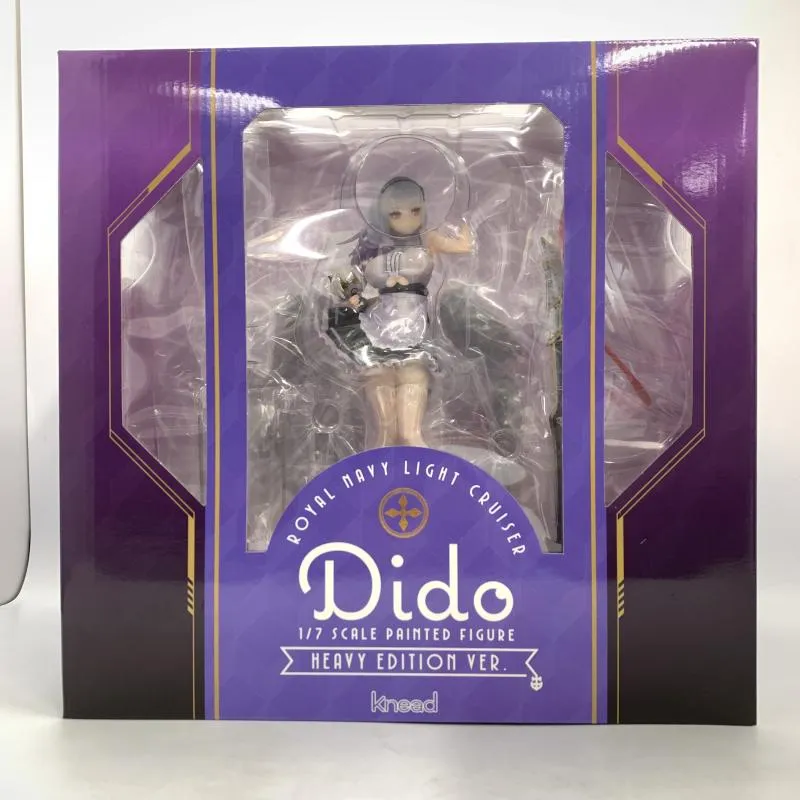 ROYAL NAVY LIGHT CRUISER
Dido
1/7 SCALE PAINTED FIGURE
HEAVY EDITION VER.
knead